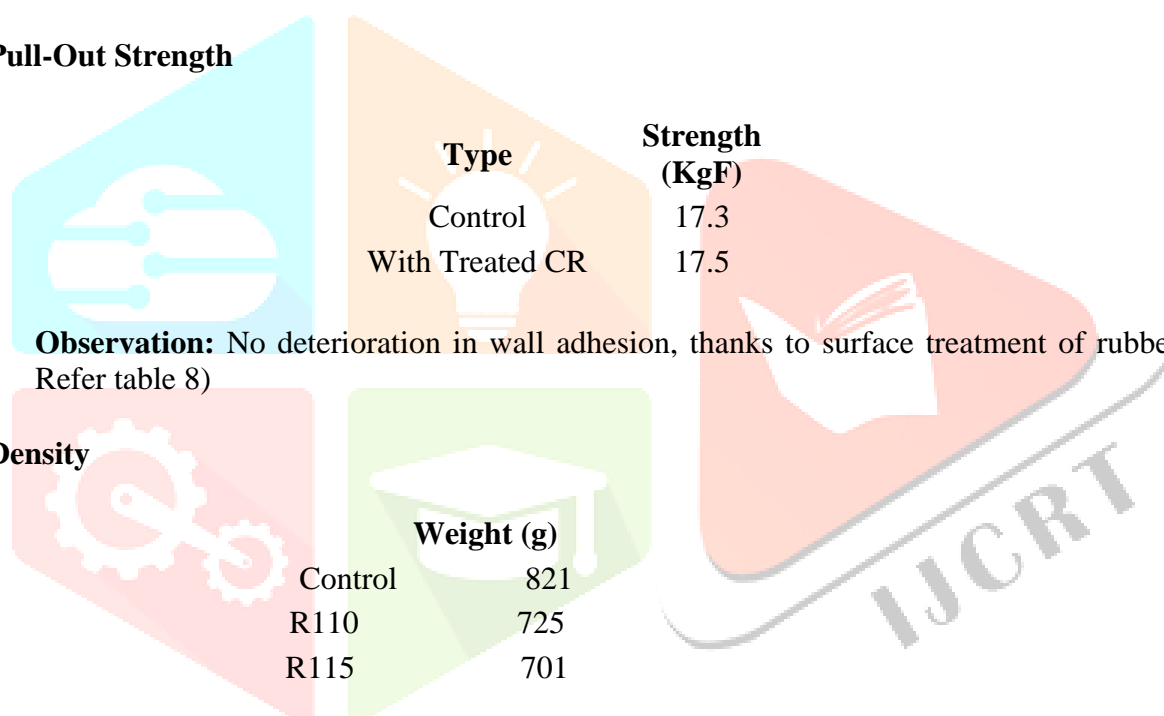 Pull-Out Strength
Type Strength (KgF)
Control 17.3
With Treated CR 17.5
Observation: No deterioration in wall adhesion, thanks to surface treatment of rubbe
Refer table 8)
Density
Weight (g)
Control 821
R110 725
R115 701
IJCRT